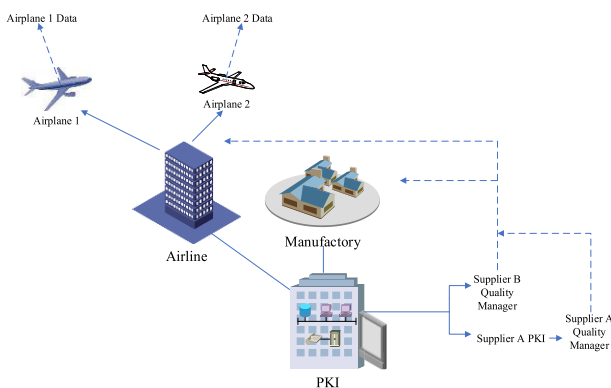 Airplane 1 Data
Airplane 2 Data
Airplane 1
Airplane 2
Airline
Manufactory
Supplier B
Quality
Manager
Supplier A PKI
Supplier A
Quality
Manager
PKI